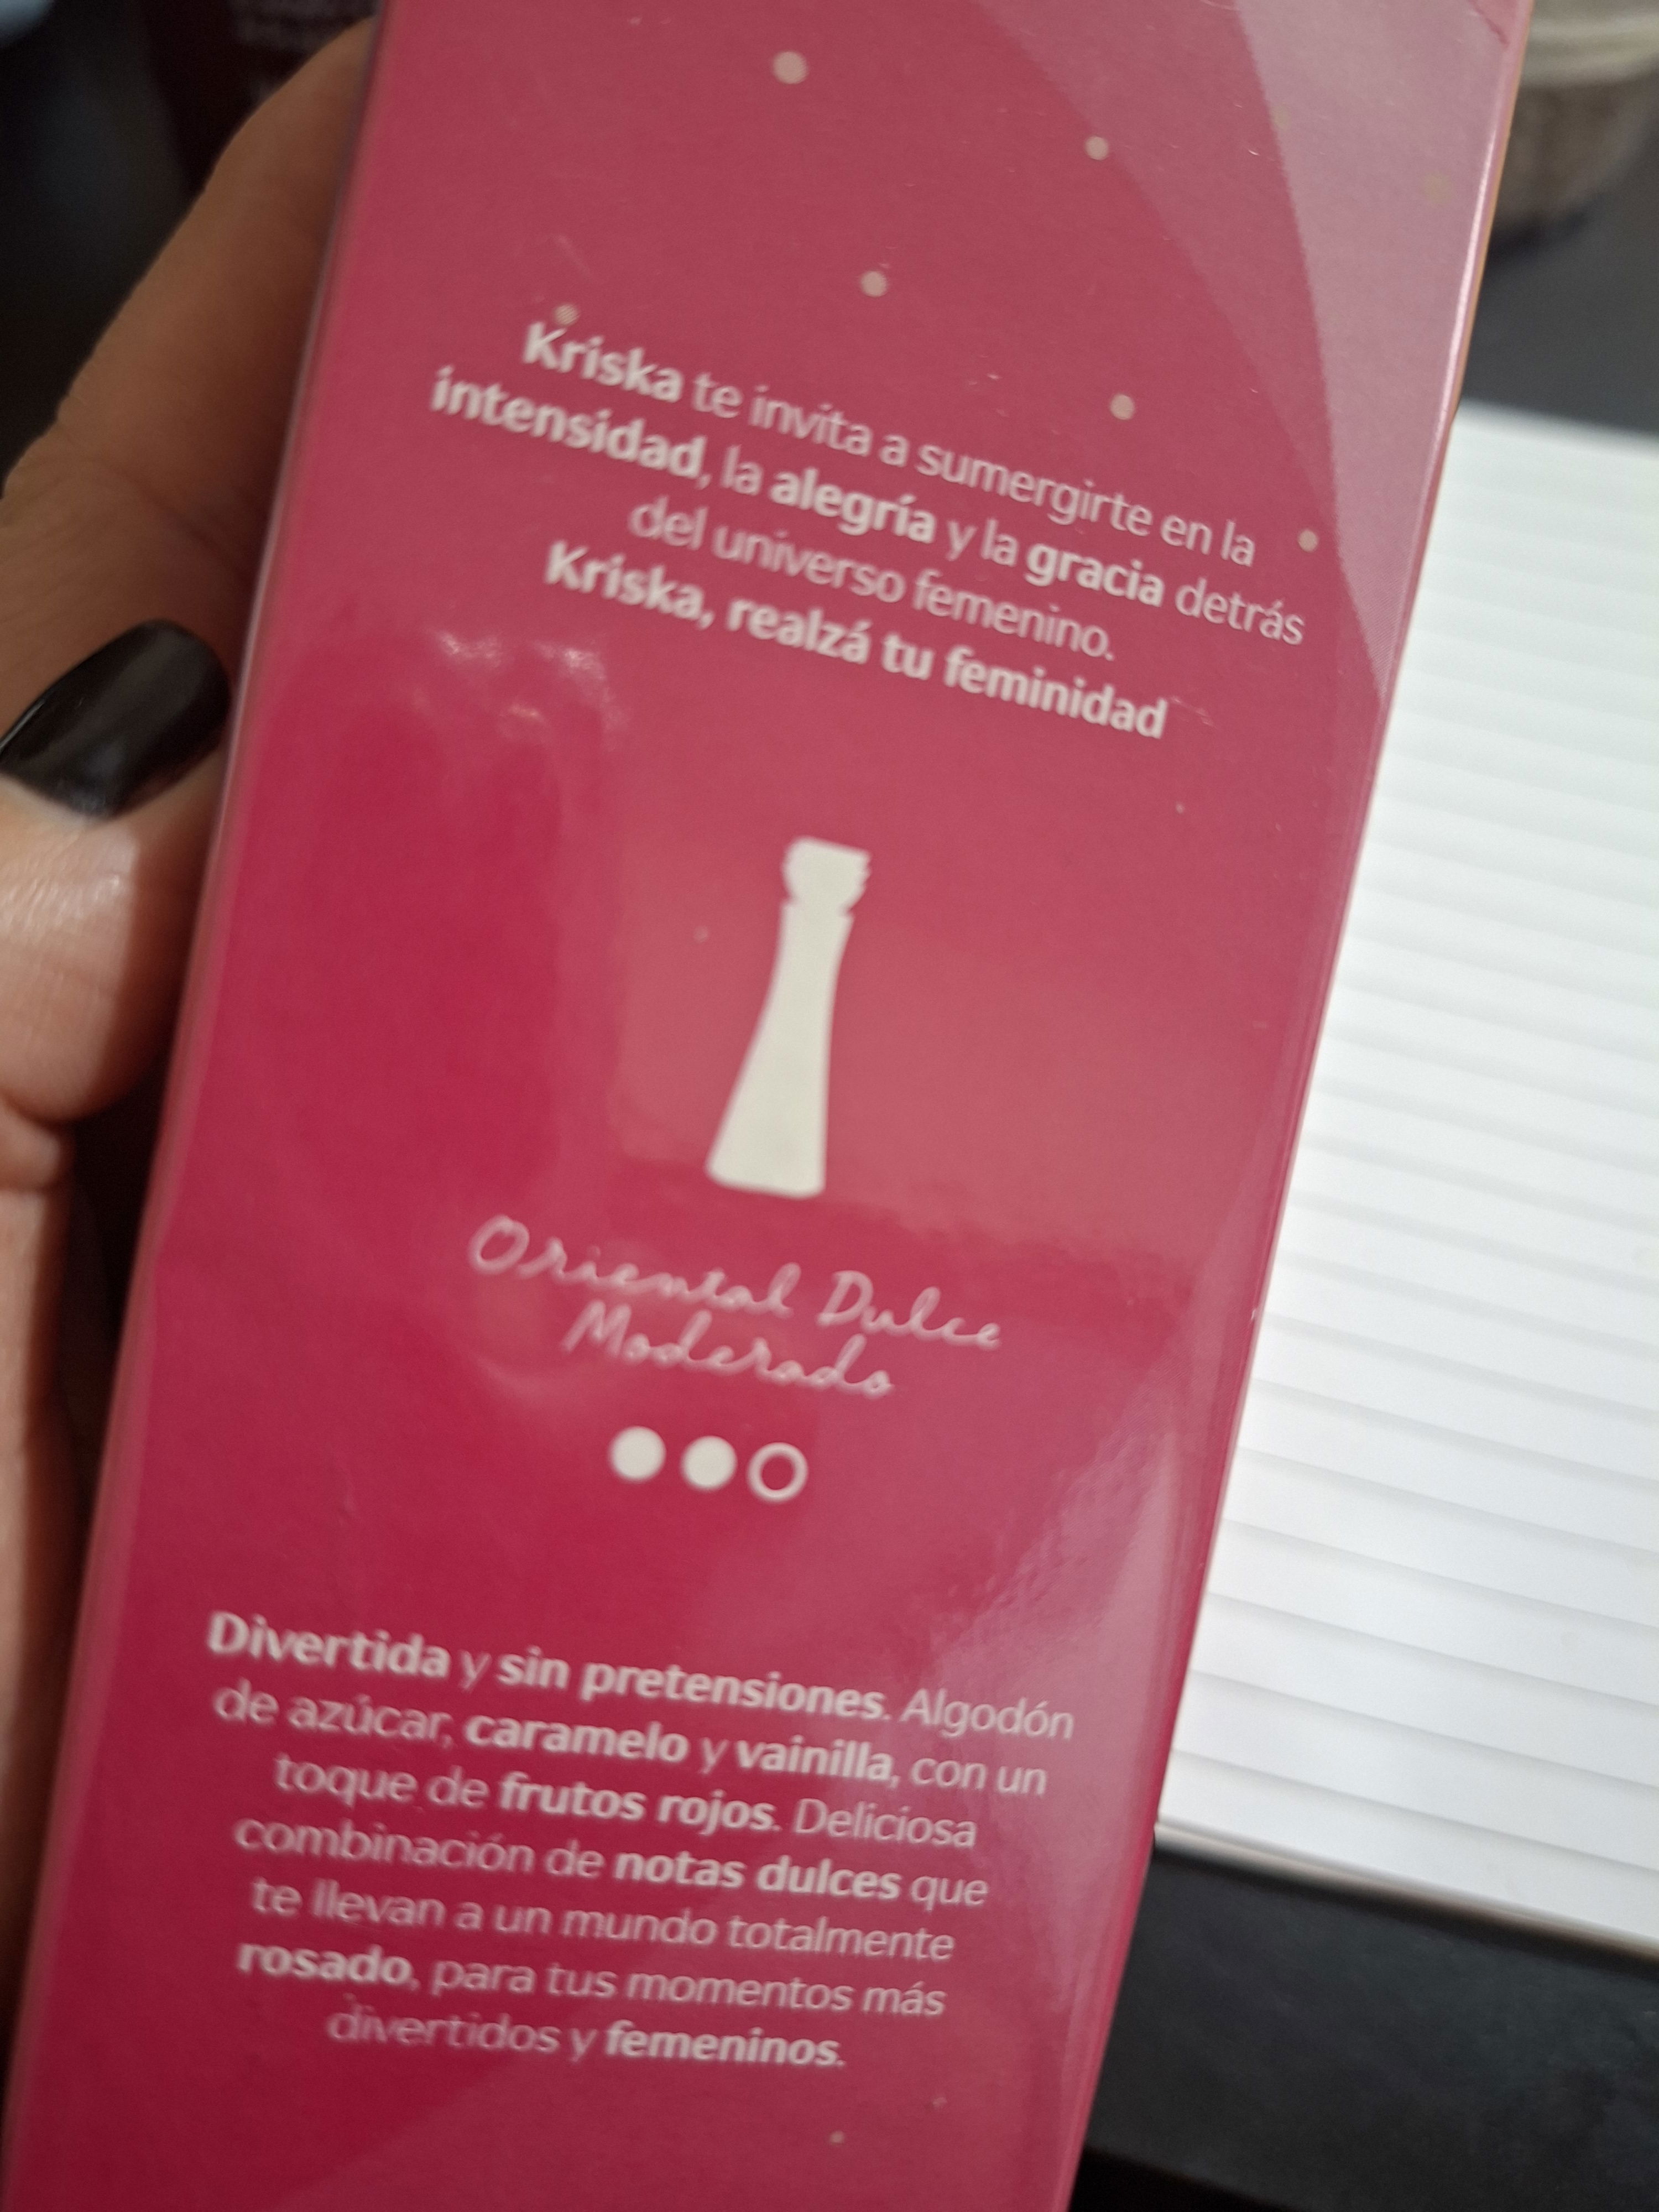 Kriska te invita a sumergirte en la
intensidad, la alegría y la gracia detrás
del universo femenino.
Kriska, realzá tu feminidad
Oriental Dulce
Moderado
Divertida y sin pretensiones. Algodón
de azúcar, caramelo y vainilla, con un
toque de frutos rojos. Deliciosa
combinación de notas dulces que
te llevan a un mundo totalmente
rosado, para tus momentos más
divertidos y femeninos.